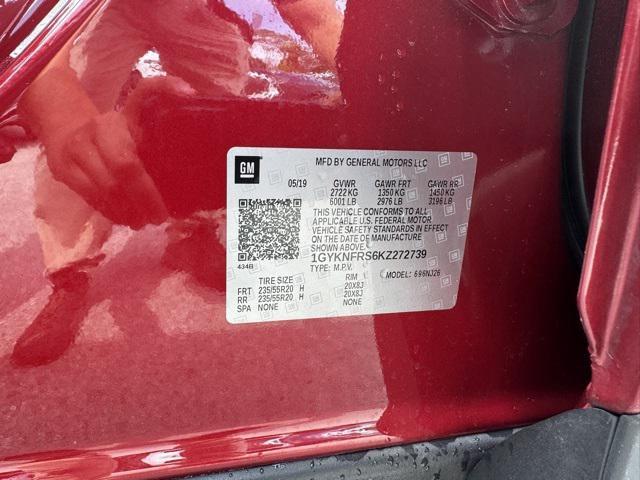 GM
MFD BY GENERAL MOTORS LLC
05/19 GVWR GAWR FRT GAWR RR
2722 KG 1350 KG 1450 KG
6001 LB 2976 LB 3196 LB
THIS VEHICLE CONFORMS TO ALL
APPLICABLE U.S. FEDERAL MOTOR
VEHICLE SAFETY STANDARDS IN EFFECT
ON THE DATE OF MANUFACTURE
SHOWN ABOVE.
434B 1GYKNFRS6KZ272739
TYPE: M.P.V. MODEL: 6NJ26
TIRE SIZE RIM
FRT 235/55R20 H 20X8J
RR 235/55R20 H 20X8J
SPA NONE NONE